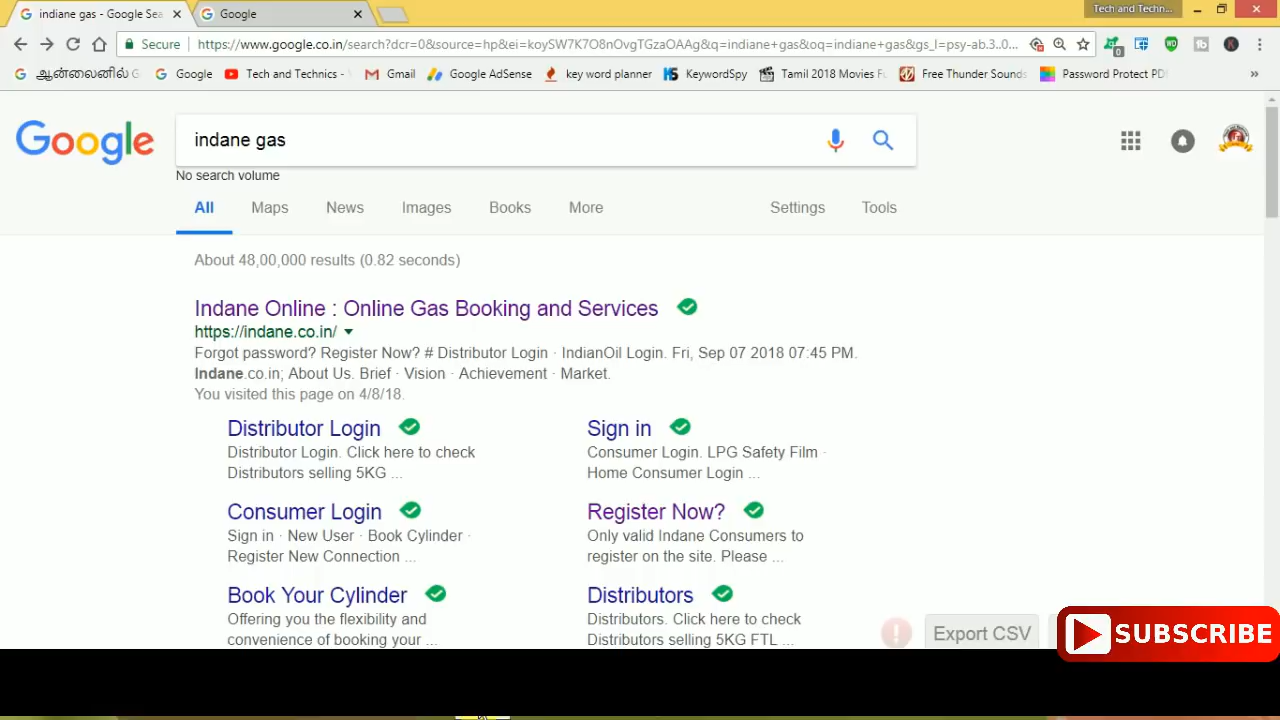 indiane gas - Google Sea
Google
Tech and Techn...
Secure
https://www.google.co.in/search?dcr=0&source=hp&ei=koySW7K7O8nOvgTGzaOAAg&q=indiane+gas&oq=indiane+gas&gs_l=psy-ab.3..0...
ஆன்லைனில் G
Google
Tech and Technics -
Gmail
Google AdSense
key word planner
KeywordSpy
Tamil 2018 Movies Fu
Free Thunder Sounds
Password Protect PD
»
Google
indane gas
No search volume
All
Maps
News
Images
Books
More
Settings
Tools
About 48,00,000 results (0.82 seconds)
Indane Online : Online Gas Booking and Services
https://indane.co.in/
Forgot password? Register Now? # Distributor Login · IndianOil Login. Fri, Sep 07 2018 07:45 PM.
Indane.co.in; About Us. Brief · Vision · Achievement · Market.
You visited this page on 4/8/18.
Distributor Login
Distributor Login. Click here to check
Distributors selling 5KG ...
Sign in
Consumer Login. LPG Safety Film ·
Home Consumer Login ...
Consumer Login
Sign in · New User · Book Cylinder ·
Register New Connection ...
Register Now?
Only valid Indane Consumers to
register on the site. Please ...
Book Your Cylinder
Offering you the flexibility and
convenience of booking your ...
Distributors
Distributors. Click here to check
Distributors selling 5KG FTL ...
Export CSV
SUBSCRIBE